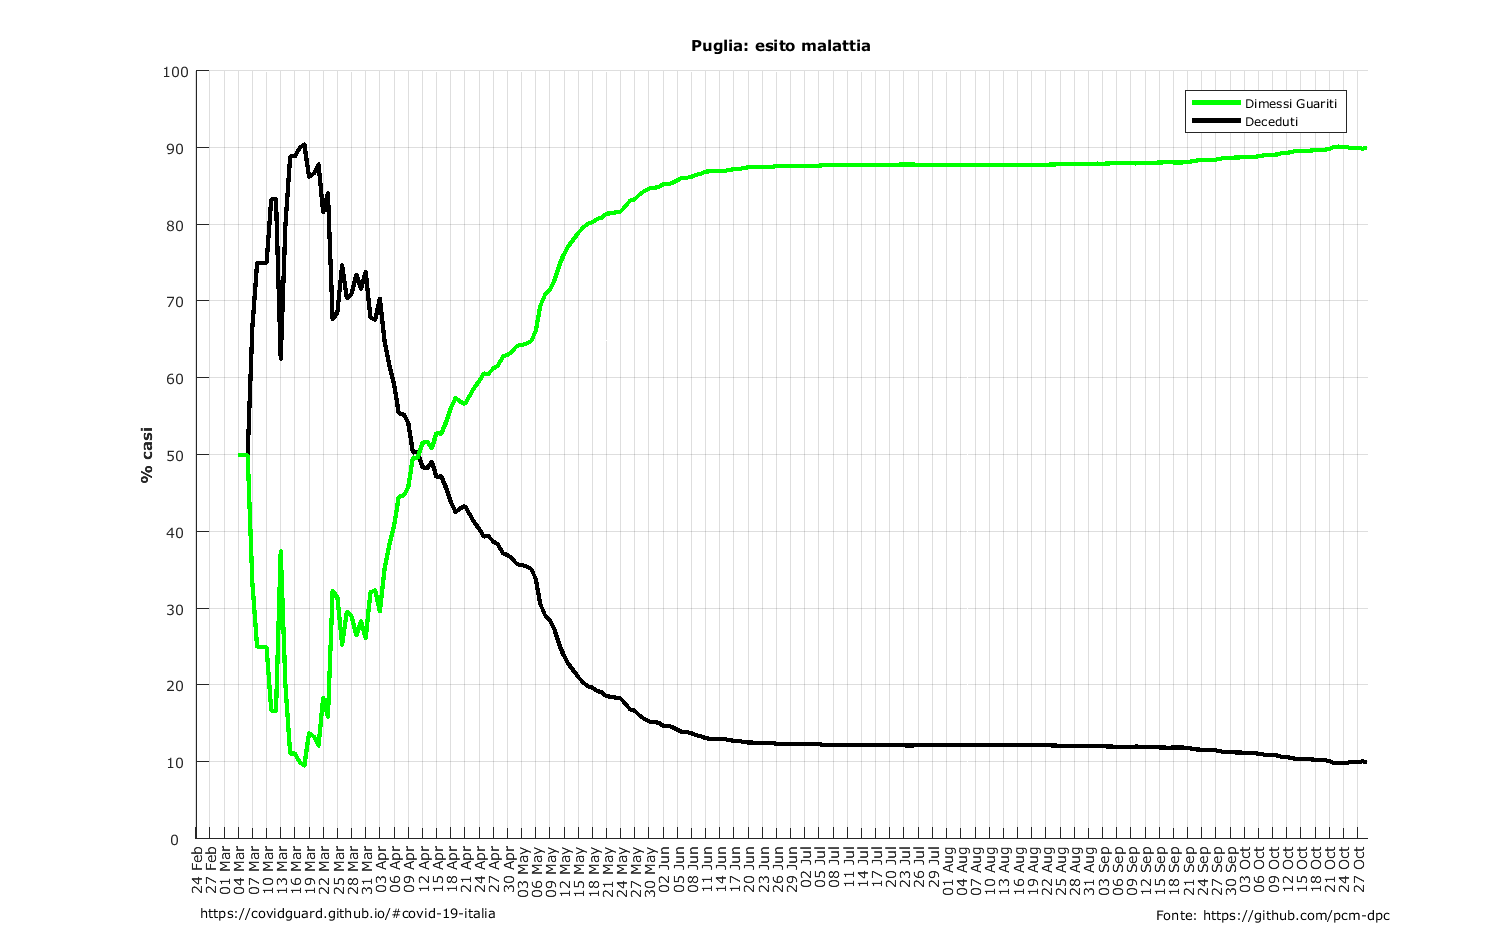 Puglia: esito malattia
Dimessi Guariti
Deceduti
% casi
100
90
80
70
60
50
40
30
20
10
0
24 Feb
27 Feb
01 Mar
04 Mar
07 Mar
10 Mar
13 Mar
16 Mar
19 Mar
22 Mar
25 Mar
28 Mar
31 Mar
03 Apr
06 Apr
09 Apr
12 Apr
15 Apr
18 Apr
21 Apr
24 Apr
27 Apr
30 Apr
03 May
06 May
09 May
12 May
15 May
18 May
21 May
24 May
27 May
30 May
02 Jun
05 Jun
08 Jun
11 Jun
14 Jun
17 Jun
20 Jun
23 Jun
26 Jun
29 Jun
02 Jul
05 Jul
08 Jul
11 Jul
14 Jul
17 Jul
20 Jul
23 Jul
26 Jul
29 Jul
01 Aug
04 Aug
07 Aug
10 Aug
13 Aug
16 Aug
19 Aug
22 Aug
25 Aug
28 Aug
31 Aug
03 Sep
06 Sep
09 Sep
12 Sep
15 Sep
18 Sep
21 Sep
24 Sep
27 Sep
30 Sep
03 Oct
06 Oct
09 Oct
12 Oct
15 Oct
18 Oct
21 Oct
24 Oct
27 Oct
https://covidguard.github.io/#covid-19-italia
Fonte: https://github.com/pcm-dpc